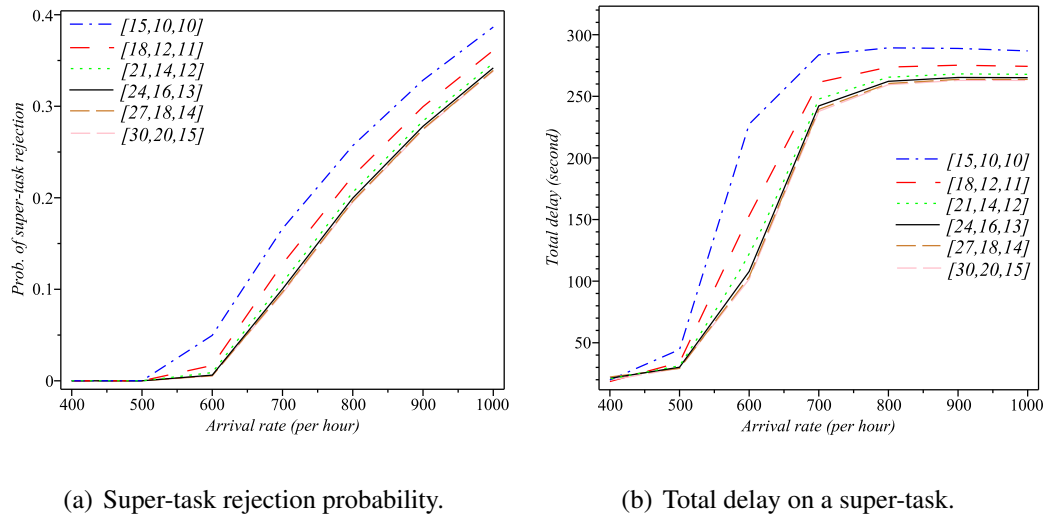 0.4
0.3
0.2
0.1
0
Prob. of super-task rejection
[15,10,10]
[18,12,11]
[21,14,12]
[24,16,13]
[27,18,14]
[30,20,15]
400 500 600 700 800 900 1000
Arrival rate (per hour)
(a) Super-task rejection probability.
300
250
200
150
100
50
Total delay (second)
[15,10,10]
[18,12,11]
[21,14,12]
[24,16,13]
[27,18,14]
[30,20,15]
400 500 600 700 800 900 1000
Arrival rate (per hour)
(b) Total delay on a super-task.